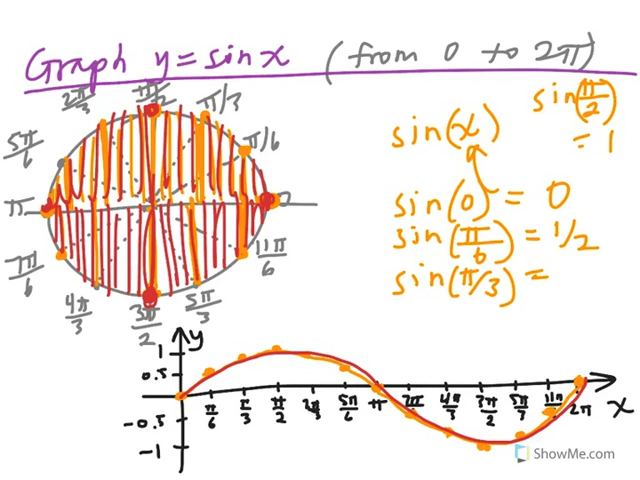 Graph y=sinx (from 0 to 2π)
2π/3 π/2 π/3
sin(π/2) = 1
5π/6 π/6
sin(x)
π 0
sin(0) = 0
sin(π/6) = 1/2
7π/6 11π/6
sin(π/3) =
4π/3 3π/2 5π/3
y
1
0.5
π/6 π/3 π/2 2π/3 5π/6 π 7π/6 4π/3 3π/2 5π/3 11π/6 2π x
-0.5
-1
ShowMe.com